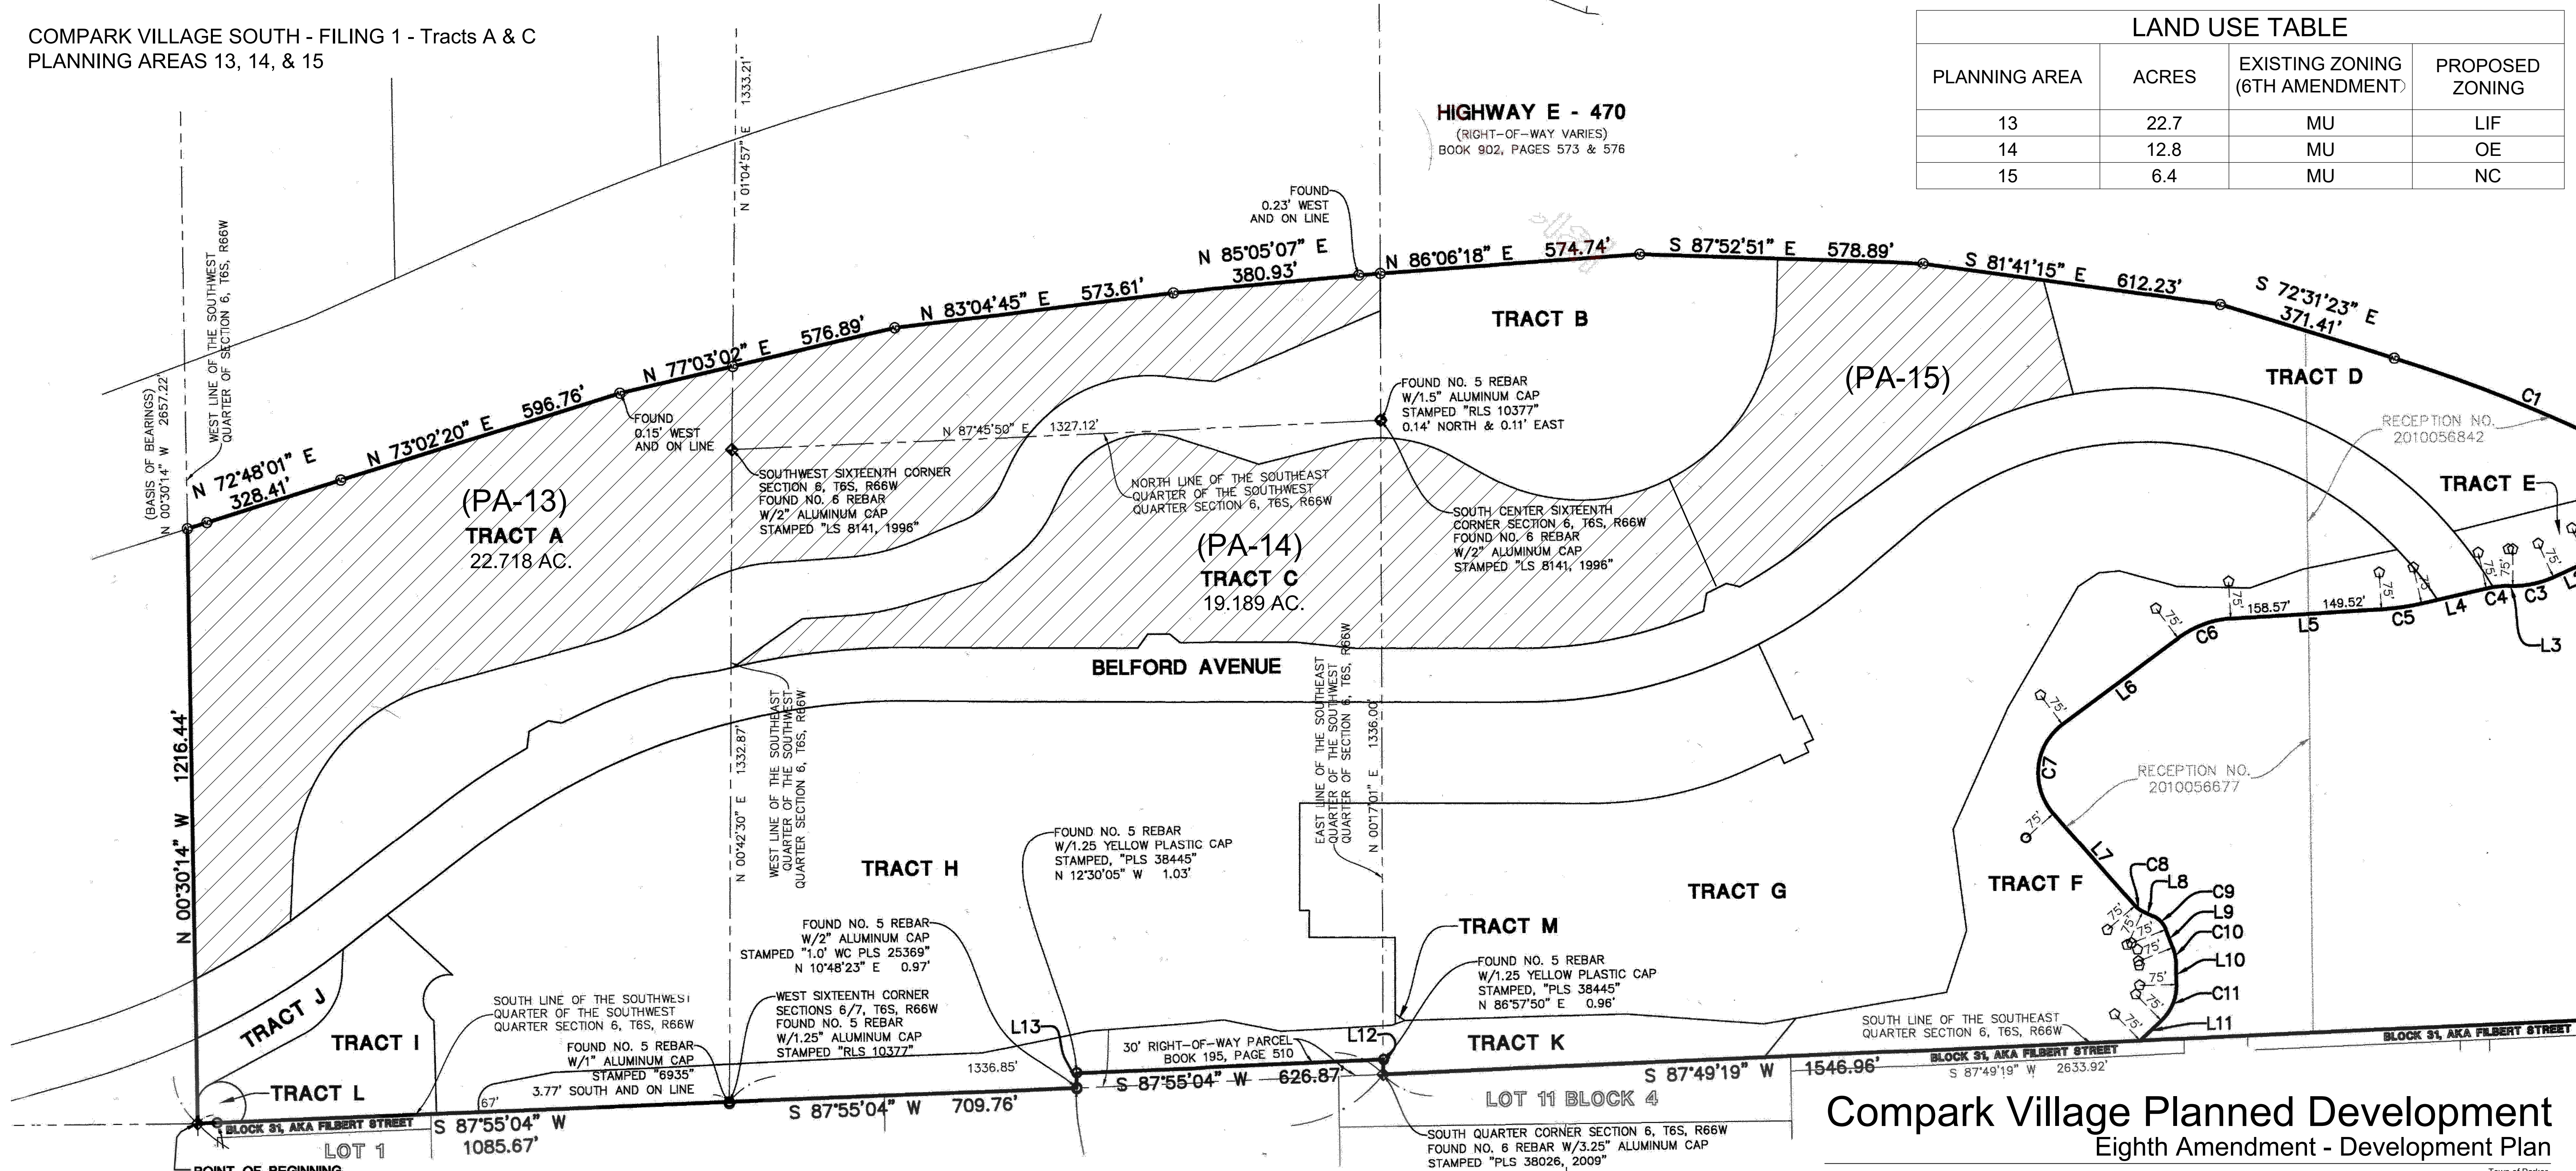 COMPARK VILLAGE SOUTH - FILING 1 - Tracts A & C
PLANNING AREAS 13, 14, & 15
LAND USE TABLE
PLANNING AREA
ACRES
EXISTING ZONING
(6TH AMENDMENT)
PROPOSED
ZONING
13 22.7 MU LIF
14 12.8 MU OE
15 6.4 MU NC
HIGHWAY E - 470
(RIGHT-OF-WAY VARIES)
BOOK 902, PAGES 573 & 576
N 01°04'57" E 1333.21'
WEST LINE OF THE SOUTHWEST
QUARTER OF SECTION 6, T6S, R66W
(BASIS OF BEARINGS)
N 00°30'14" W 2657.22'
FOUND
0.23' WEST
AND ON LINE
N 72°48'01" E
328.41'
N 73°02'20" E 596.76'
N 77°03'02" E 576.89'
N 83°04'45" E 573.61'
N 85°05'07" E
380.93'
N 86°06'18" E 574.74'
S 87°52'51" E 578.89'
S 81°41'15" E 612.23'
S 72°31'23" E
371.41'
C1
FOUND
0.15' WEST
AND ON LINE
TRACT B
(PA-15)
TRACT D
RECEPTION NO.
2010056842
TRACT E
FOUND NO. 5 REBAR
W/1.5" ALUMINUM CAP
STAMPED "RLS 10377"
0.14' NORTH & 0.11' EAST
N 87°45'50" E 1327.12'
SOUTHWEST SIXTEENTH CORNER
SECTION 6, T6S, R66W
FOUND NO. 6 REBAR
W/2" ALUMINUM CAP
STAMPED "LS 8141, 1996"
NORTH LINE OF THE SOUTHEAST
QUARTER OF THE SOUTHWEST
QUARTER SECTION 6, T6S, R66W
SOUTH CENTER SIXTEENTH
CORNER SECTION 6, T6S, R66W
FOUND NO. 6 REBAR
W/2" ALUMINUM CAP
STAMPED "LS 8141, 1996"
(PA-13)
TRACT A
22.718 AC.
(PA-14)
TRACT C
19.189 AC.
BELFORD AVENUE
N 00°30'14" W 1216.44'
N 00°42'30" E 1332.87'
WEST LINE OF THE SOUTHEAST
QUARTER OF THE SOUTHWEST
QUARTER SECTION 6, T6S, R66W
EAST LINE OF THE SOUTHEAST
QUARTER OF THE SOUTHWEST
QUARTER OF SECTION 6, T6S, R66W
N 00°17'01" E 1336.00'
75'
75'
75'
75'
75'
75'
75'
C3
C4
L3
L4
C5
158.57'
149.52'
L5
C6
75'
L6
75'
C7
75'
L7
RECEPTION NO.
2010056677
C8
L8
C9
L9
C10
L10
C11
L11
75'
75'
75'
75'
75'
75'
75'
TRACT F
TRACT G
TRACT H
TRACT M
TRACT K
TRACT J
TRACT I
TRACT L
FOUND NO. 5 REBAR
W/1.25 YELLOW PLASTIC CAP
STAMPED, "PLS 38445"
N 12°30'05" W 1.03'
FOUND NO. 5 REBAR
W/2" ALUMINUM CAP
STAMPED "1.0' WC PLS 25369"
N 10°48'23" E 0.97'
FOUND NO. 5 REBAR
W/1.25 YELLOW PLASTIC CAP
STAMPED, "PLS 38445"
N 86°57'50" E 0.96'
SOUTH LINE OF THE SOUTHWEST
QUARTER OF THE SOUTHWEST
QUARTER SECTION 6, T6S, R66W
WEST SIXTEENTH CORNER
SECTIONS 6/7, T6S, R66W
FOUND NO. 5 REBAR
W/1.25" ALUMINUM CAP
STAMPED "RLS 10377"
FOUND NO. 5 REBAR
W/1" ALUMINUM CAP
STAMPED "6935"
3.77' SOUTH AND ON LINE
L13
L12
30' RIGHT-OF-WAY PARCEL
BOOK 195, PAGE 510
1336.85'
67'
S 87°55'04" W 626.87'
S 87°55'04" W 709.76'
S 87°55'04" W
1085.67'
S 87°49'19" W 1546.96'
S 87°49'19" W 2633.92'
SOUTH LINE OF THE SOUTHEAST
QUARTER SECTION 6, T6S, R66W
BLOCK 31, AKA FILBERT STREET
BLOCK 31, AKA FILBERT STREET
BLOCK 31, AKA FILBERT STREET
LOT 1
LOT 11 BLOCK 4
SOUTH QUARTER CORNER SECTION 6, T6S, R66W
FOUND NO. 6 REBAR W/3.25" ALUMINUM CAP
STAMPED "PLS 38026, 2009"
POINT OF BEGINNING
Compark Village Planned Development
Eighth Amendment - Development Plan